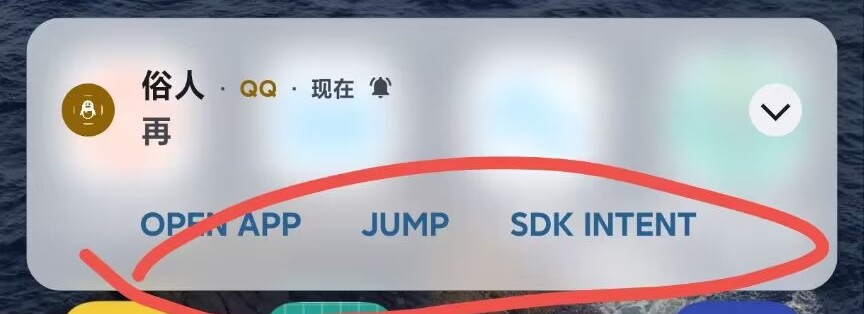 俗人 · QQ · 现在
再
OPEN APP JUMP SDK INTENT